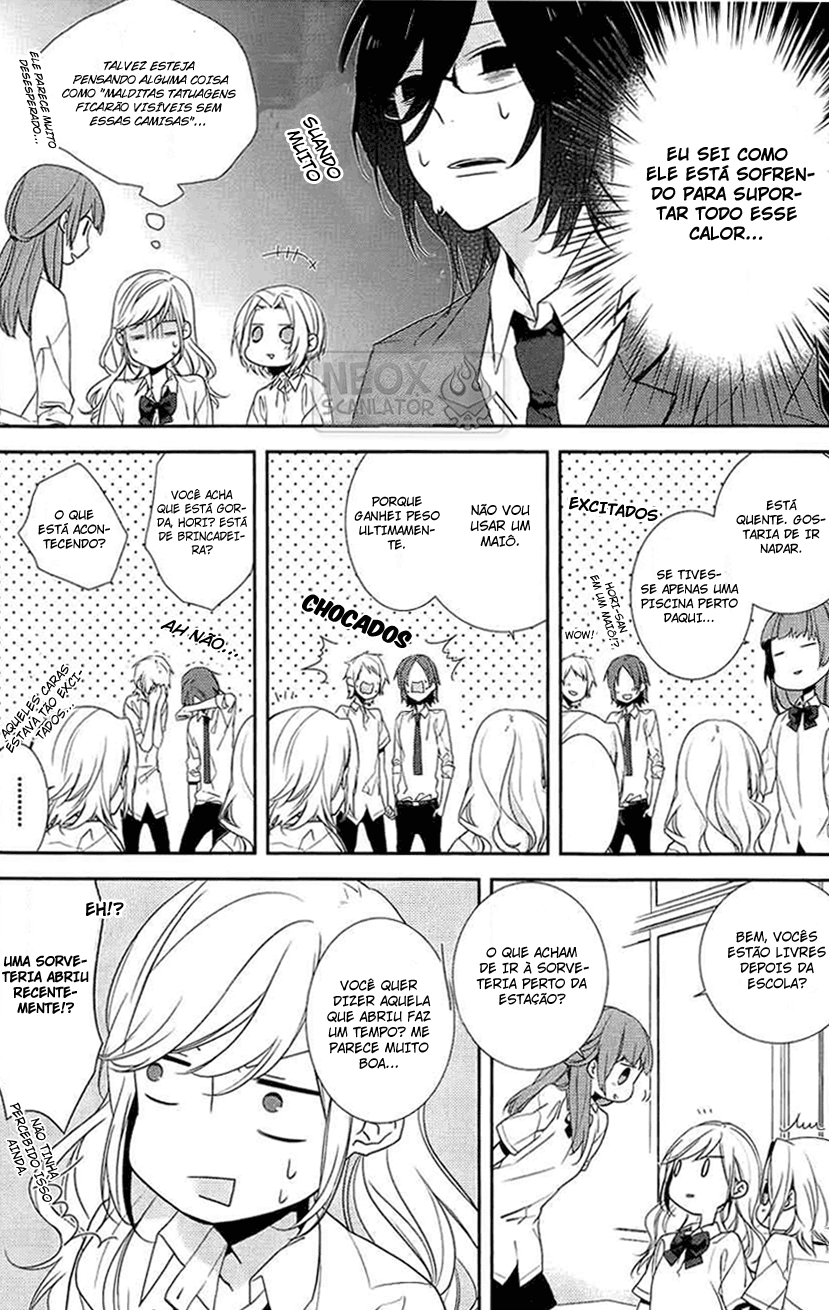 EU SEI COMO
ELE ESTÁ SOFREN-
DO PARA SUPOR-
TAR TODO ESSE
CALOR...
SUANDO
MUITO
TALVEZ ESTEJA
PENSANDO ALGUMA COISA
COMO "MALDITAS TATUAGENS
FICARÃO VISÍVEIS SEM
ESSAS CAMISAS"...
ELE PARECE MUITO
DESESPERADO...
NEOX
SCANLATOR
ESTÁ
QUENTE. GOS-
TARIA DE IR
NADAR.
SE TIVES-
SE APENAS UMA
PISCINA PERTO
DAQUI...
EXCITADOS
HORI-SAN
EM UM MAIÔ!?
WOW!
NÃO VOU
USAR UM
MAIÔ.
PORQUE
GANHEI PESO
ULTIMAMEN-
TE.
CHOCADOS
VOCÊ ACHA
QUE ESTÁ GOR-
DA, HORI? ESTÁ
DE BRINCADEI-
RA?
O QUE
ESTÁ ACON-
TECENDO?
AH NÃO...
AQUELES CARAS
ESTAVA TÃO EXCI-
TADOS...
.........
BEM, VOCÊS
ESTÃO LIVRES
DEPOIS DA
ESCOLA?
O QUE ACHAM
DE IR À SORVE-
TERIA PERTO DA
ESTAÇÃO?
VOCÊ QUER
DIZER AQUELA
QUE ABRIU FAZ
UM TEMPO? ME
PARECE MUITO
BOA...
EH!?
UMA SORVE-
TERIA ABRIU
RECENTE-
MENTE!?
NÃO TINHA
PERCEBIDO ISSO
AINDA.